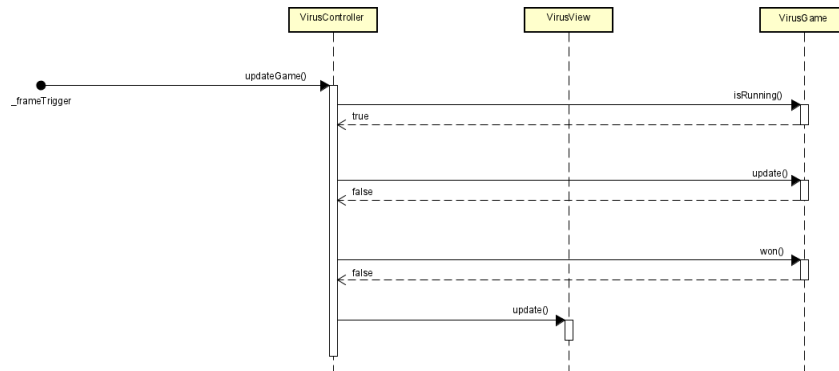 VirusController
VirusView
VirusGame
updateGame()
_frameTrigger
isRunning()
true
update()
false
won()
false
update()